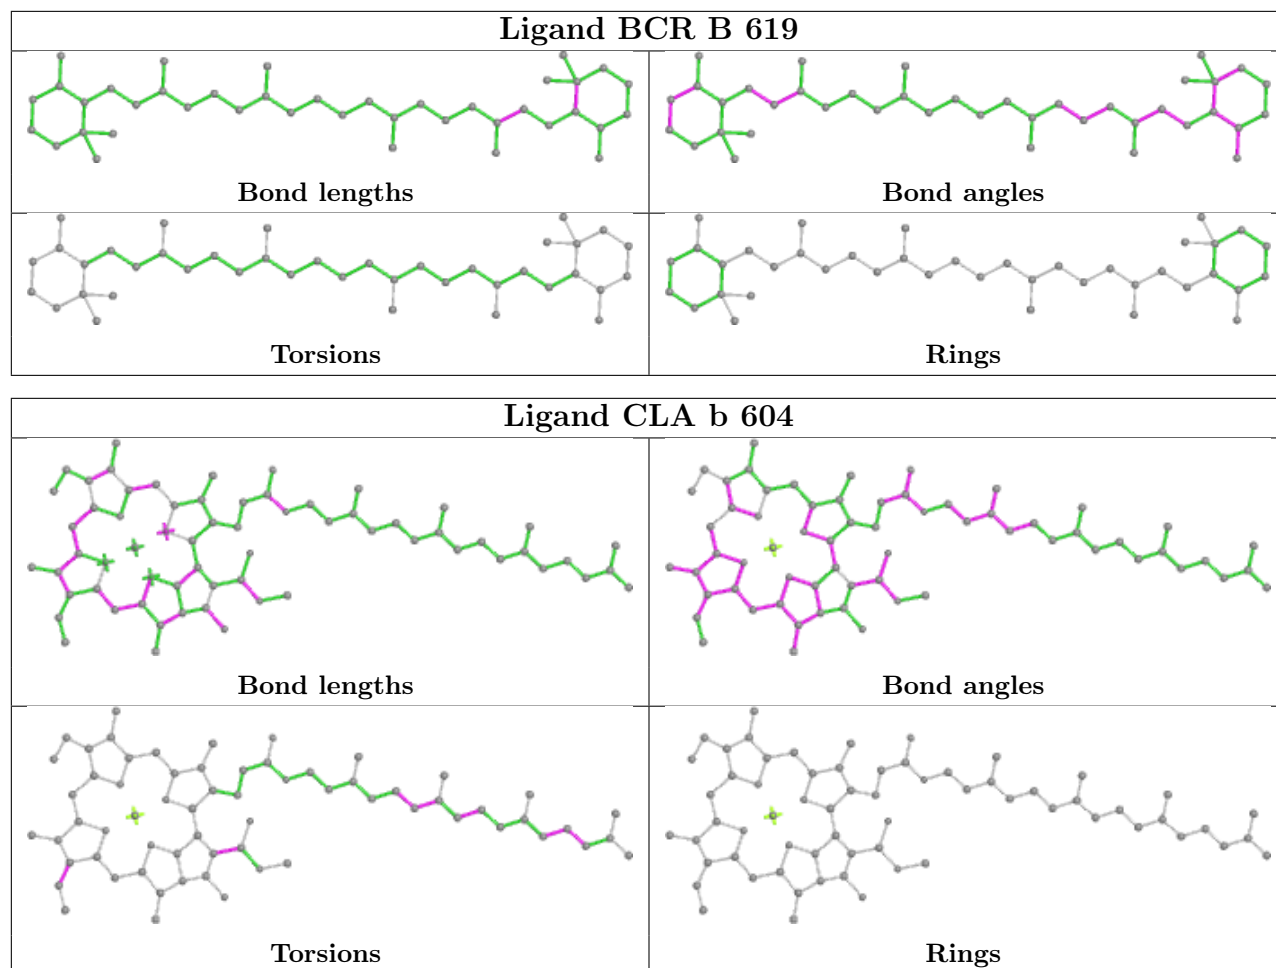 Ligand BCR B 619
Bond lengths
Bond angles
Torsions
Rings
Ligand CLA b 604
Bond lengths
Bond angles
Torsions
Rings